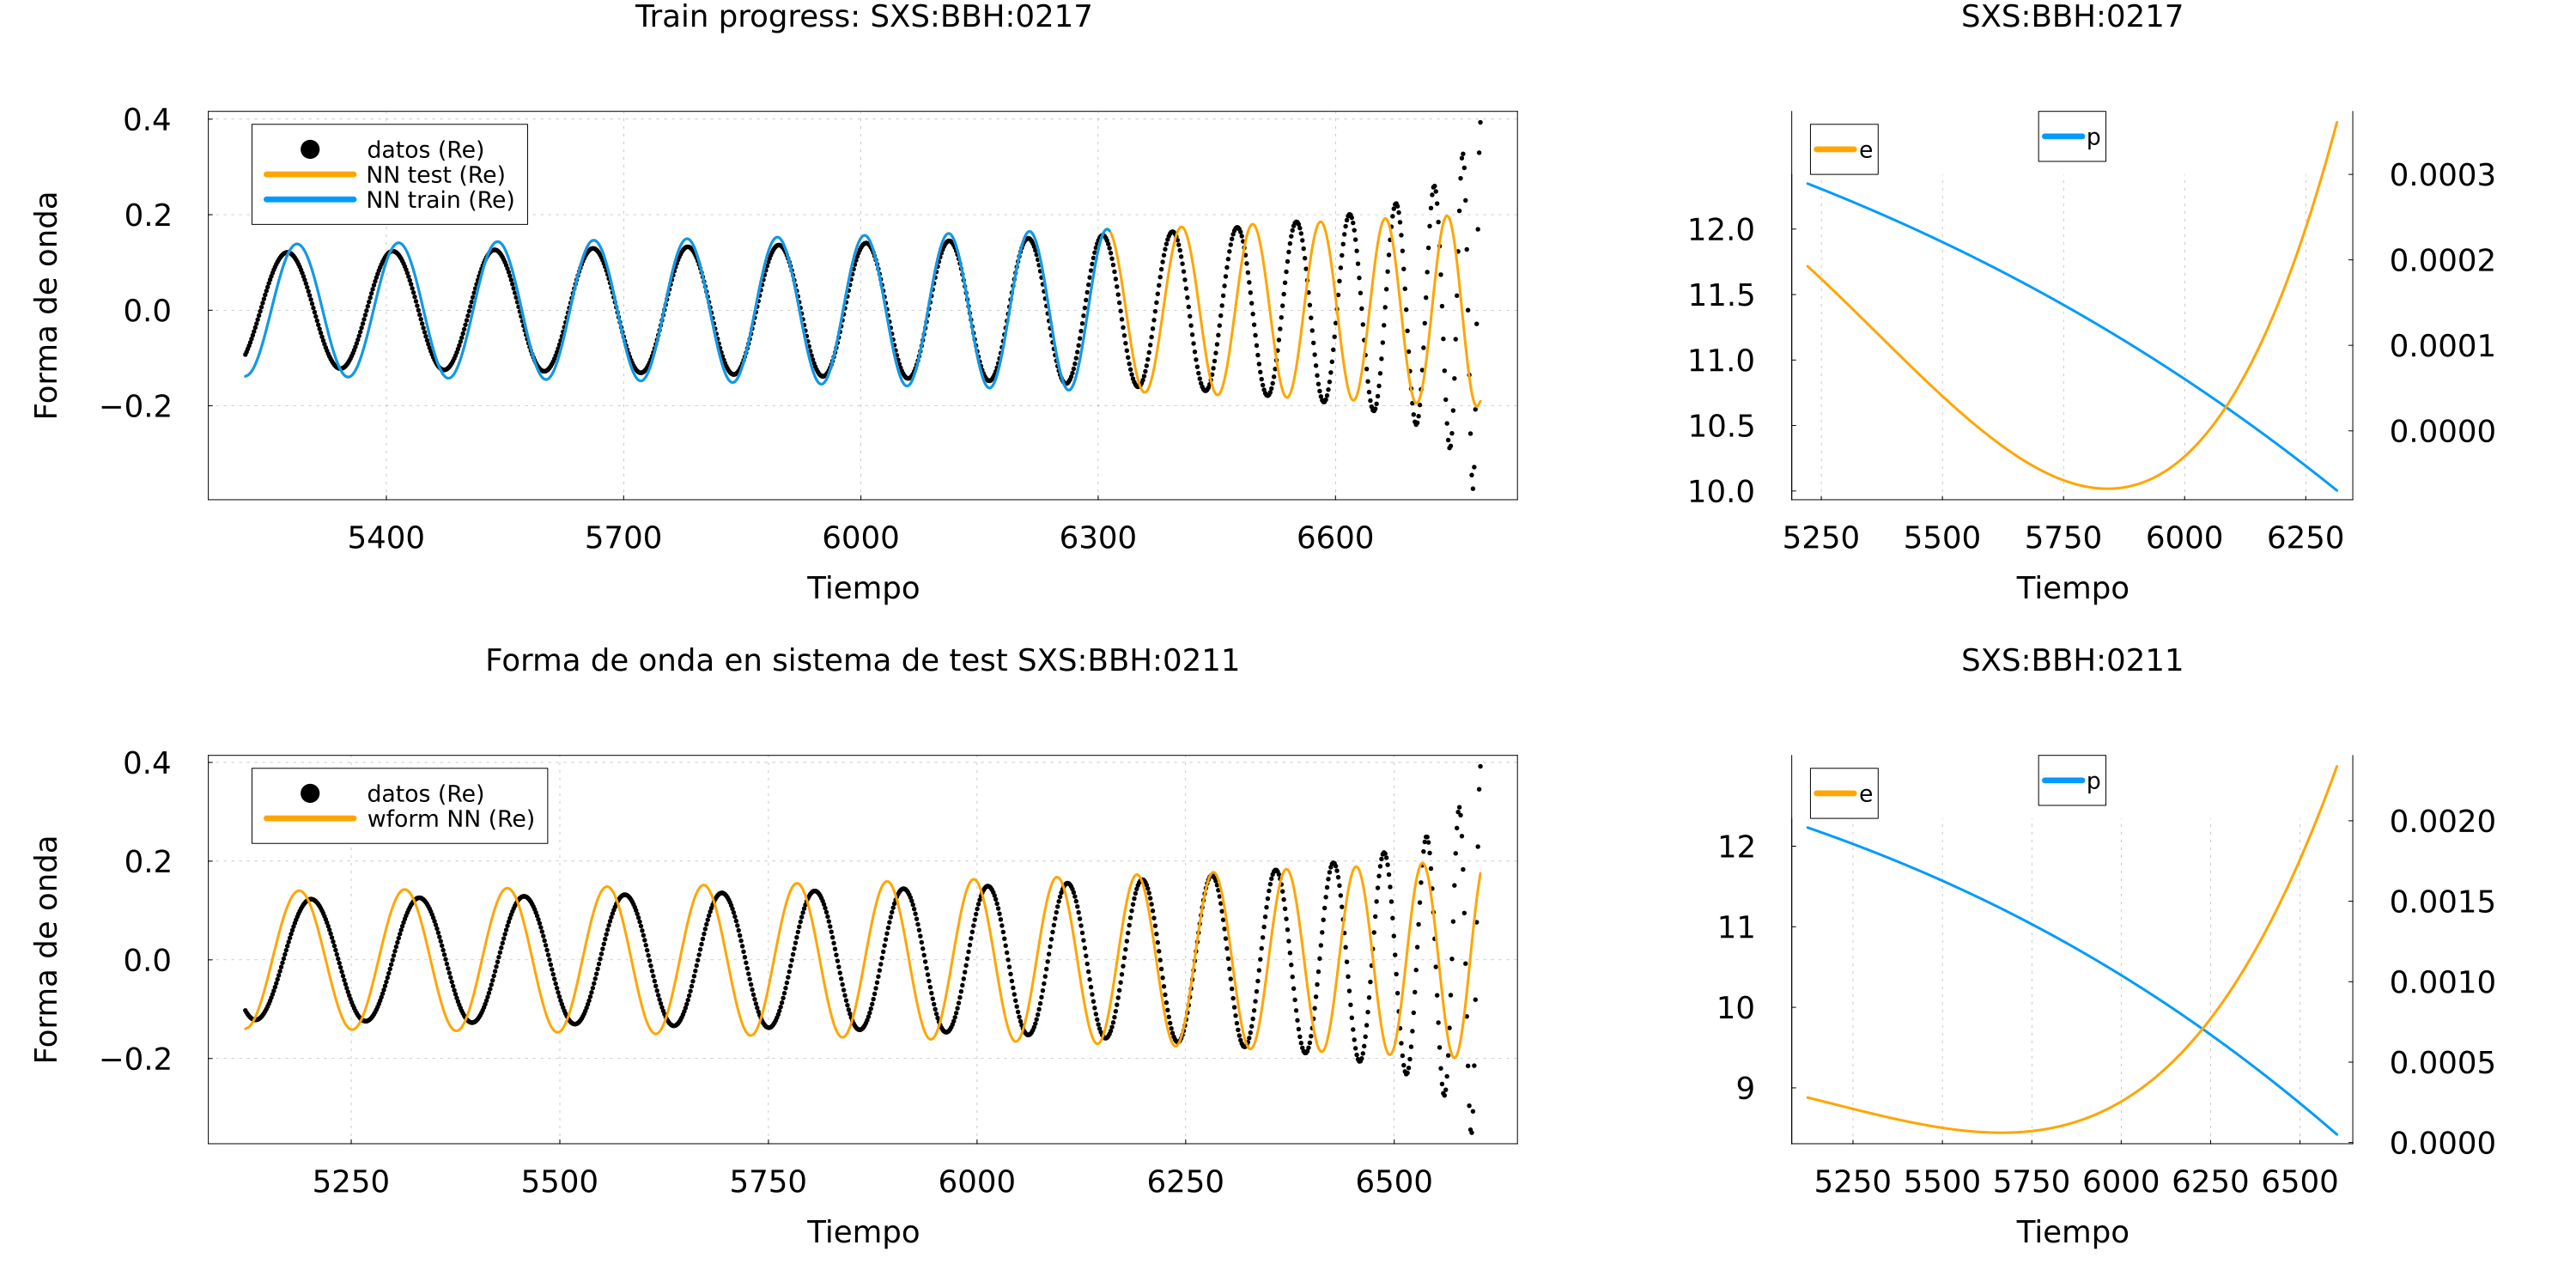 Train progress: SXS:BBH:0217
SXS:BBH:0217
Forma de onda
0.4
0.2
0.0
−0.2
datos (Re)
NN test (Re)
NN train (Re)
5400 5700 6000 6300 6600
Tiempo
e
p
12.0
11.5
11.0
10.5
10.0
0.0003
0.0002
0.0001
0.0000
5250 5500 5750 6000 6250
Tiempo
Forma de onda en sistema de test SXS:BBH:0211
SXS:BBH:0211
Forma de onda
0.4
0.2
0.0
−0.2
datos (Re)
wform NN (Re)
5250 5500 5750 6000 6250 6500
Tiempo
e
p
12
11
10
9
0.0020
0.0015
0.0010
0.0005
0.0000
5250 5500 5750 6000 6250 6500
Tiempo